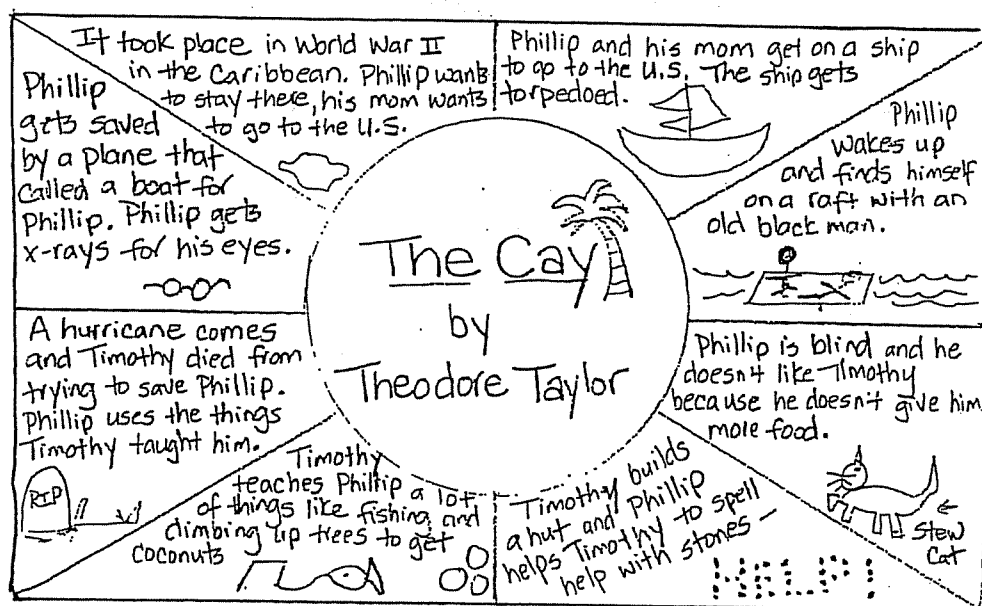 It took place in World War II
in the Caribbean. Phillip wants
to stay there, his mom wants
to go to the U.S.
Phillip and his mom get on a ship
to go to the U.S. The ship gets
torpedoed.
Phillip
wakes up
and finds himself
on a raft with an
old black man.
Phillip is blind and he
doesn't like Timothy
because he doesn't give him
more food.
Stew
Cat
Timothy builds
a hut and Phillip
helps Timothy to spell
help with stones -
HELP!
Timothy
teaches Phillip a lot
of things like fishing and
climbing up trees to get
coconuts
A hurricane comes
and Timothy died from
trying to save Phillip.
Phillip uses the things
Timothy taught him.
RIP
Phillip
gets saved
by a plane that
called a boat for
Phillip. Phillip gets
x-rays for his eyes.
The Cay
by
Theodore Taylor